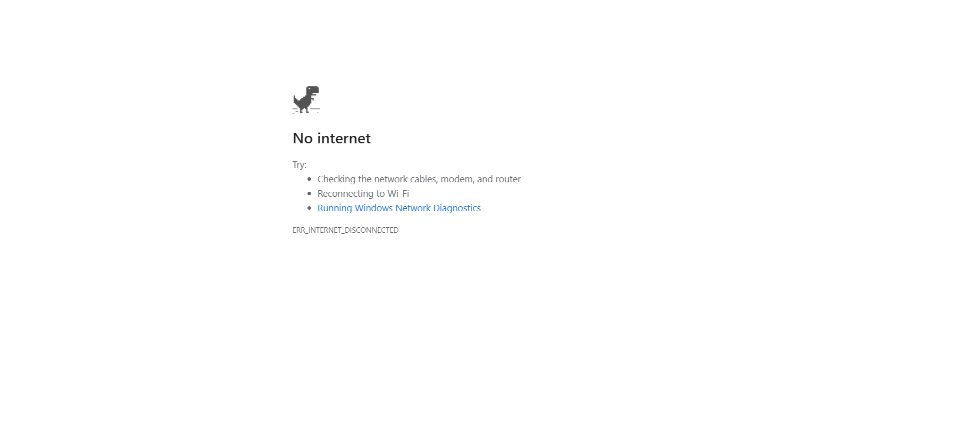 No internet
Try:
Checking the network cables, modem, and router
Reconnecting to Wi-Fi
Running Windows Network Diagnostics
ERR_INTERNET_DISCONNECTED